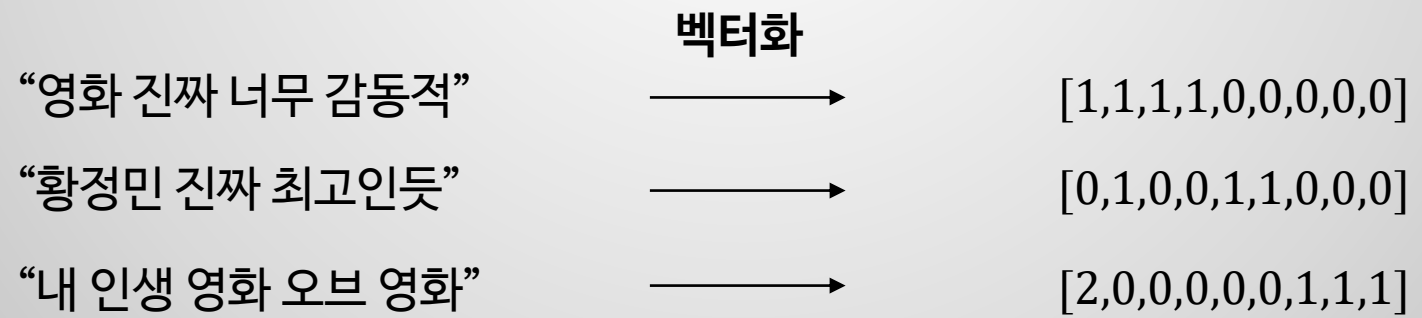 벡터화
“영화 진짜 너무 감동적” [1,1,1,1,0,0,0,0,0]
“황정민 진짜 최고인듯” [0,1,0,0,1,1,0,0,0]
“내 인생 영화 오브 영화” [2,0,0,0,0,0,1,1,1]